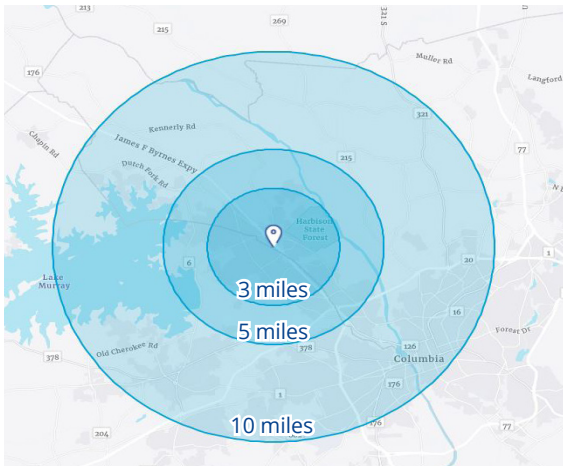 213
269
321 S
215
Muller Rd
176
Langford
321
Kennerly Rd
77
Chapin Rd
James F Byrnes Expy
215
Dutch Fork Rd
Harbison
State
Forest
6
20
1
Lake
Murray
3 miles
16
5 miles
Forest Dr
126
378
Old Cherokee Rd
378
Columbia
176
1
10 miles
176
77
204